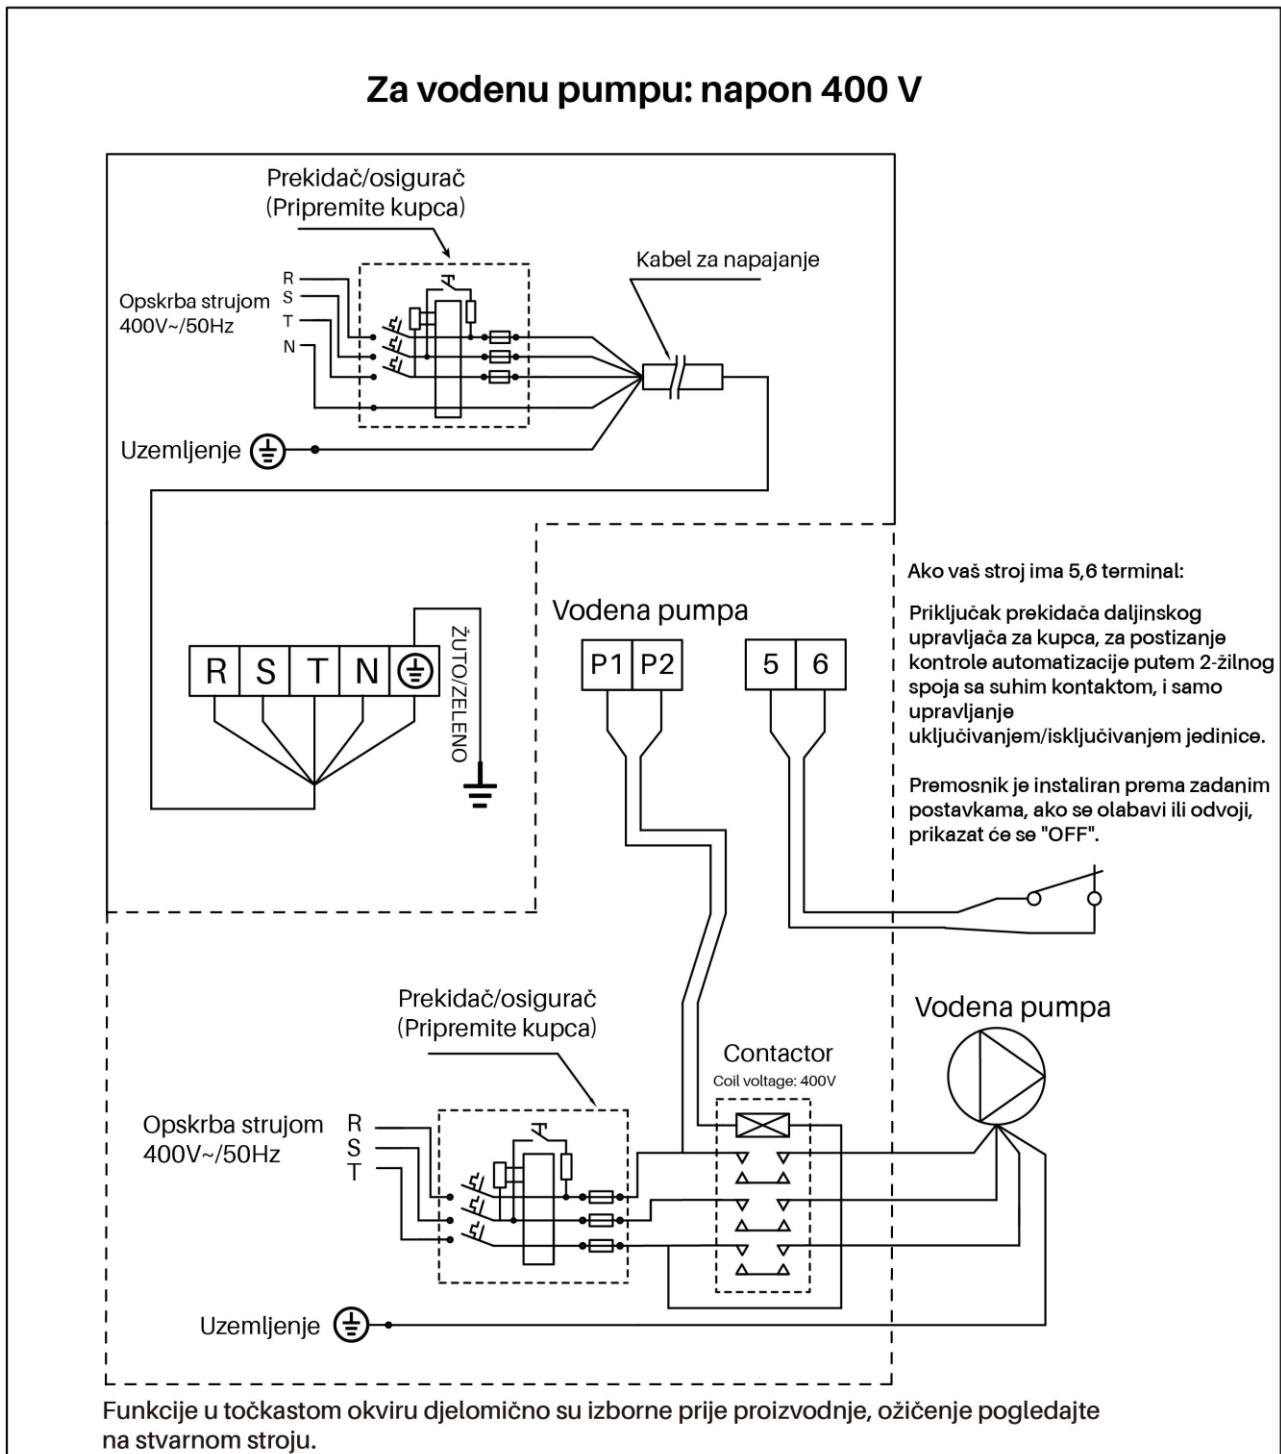 Za vodenu pumpu: napon 400 V
Prekidač/osigurač
(Pripremite kupca)
Kabel za napajanje
Opskrba strujom
400V~/50Hz
R
S
T
N
Uzemljenje
R S T N
ŽUTO/ZELENO
Vodena pumpa
P1 P2
5 6
Ako vaš stroj ima 5,6 terminal:
Priključak prekidača daljinskog
upravljača za kupca, za postizanje
kontrole automatizacije putem 2-žilnog
spoja sa suhim kontaktom, i samo
upravljanje
uključivanjem/isključivanjem jedinice.
Premosnik je instaliran prema zadanim
postavkama, ako se olabavi ili odvoji,
prikazat će se "OFF".
Prekidač/osigurač
(Pripremite kupca)
Vodena pumpa
Contactor
Coil voltage: 400V
Opskrba strujom
400V~/50Hz
R
S
T
Uzemljenje
Funkcije u točkastom okviru djelomično su izborne prije proizvodnje, ožičenje pogledajte
na stvarnom stroju.